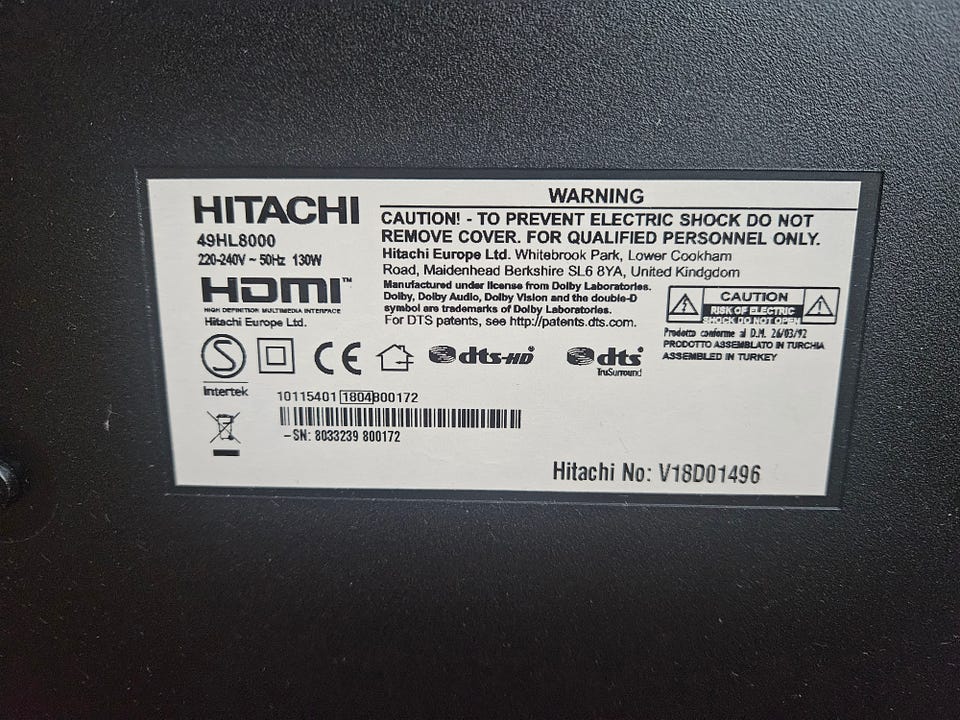 HITACHI
49HL8000
220-240V ~ 50Hz 130W
HDMI™
HIGH DEFINITION MULTIMEDIA INTERFACE
Hitachi Europe Ltd.
WARNING
CAUTION! - TO PREVENT ELECTRIC SHOCK DO NOT
REMOVE COVER. FOR QUALIFIED PERSONNEL ONLY.
Hitachi Europe Ltd. Whitebrook Park, Lower Cookham
Road, Maidenhead Berkshire SL6 8YA, United Kindgdom
Manufactured under license from Dolby Laboratories.
Dolby, Dolby Audio, Dolby Vision and the double-D
symbol are trademarks of Dolby Laboratories.
For DTS patents, see http://patents.dts.com.
CAUTION
RISK OF ELECTRIC
SHOCK DO NOT OPEN
Prodotto conforme al D.M. 26/03/92
PRODOTTO ASSEMBLATO IN TURCHIA
ASSEMBLED IN TURKEY
S
Intertek
CE
dts-HD
dts
TruSurround
10115401 1804 800172
-SN: 8033239 800172
Hitachi No: V18D01496